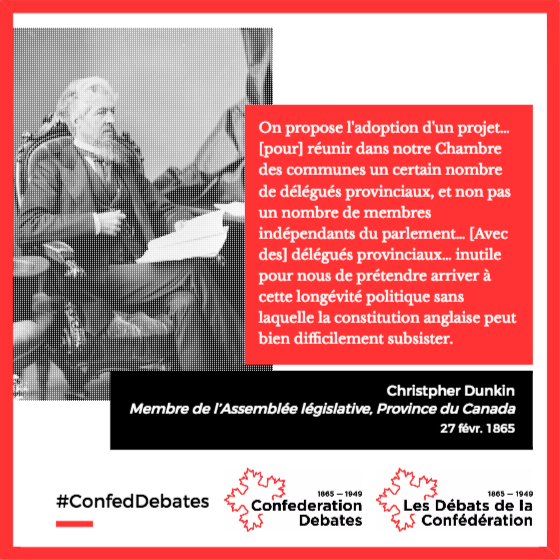 On propose l'adoption d'un projet...
[pour] réunir dans notre Chambre
des communes un certain nombre
de délégués provinciaux, et non pas
un nombre de membres
indépendants du parlement... [Avec
des] délégués provinciaux... inutile
pour nous de prétendre arriver à
cette longévité politique sans
laquelle la constitution anglaise peut
bien difficilement subsister.
Christpher Dunkin
Membre de l'Assemblée législative, Province du Canada
27 févr. 1865
#ConfedDebates
1865 — 1949
Confederation
Debates
1865 — 1949
Les Débats de la
Confédération